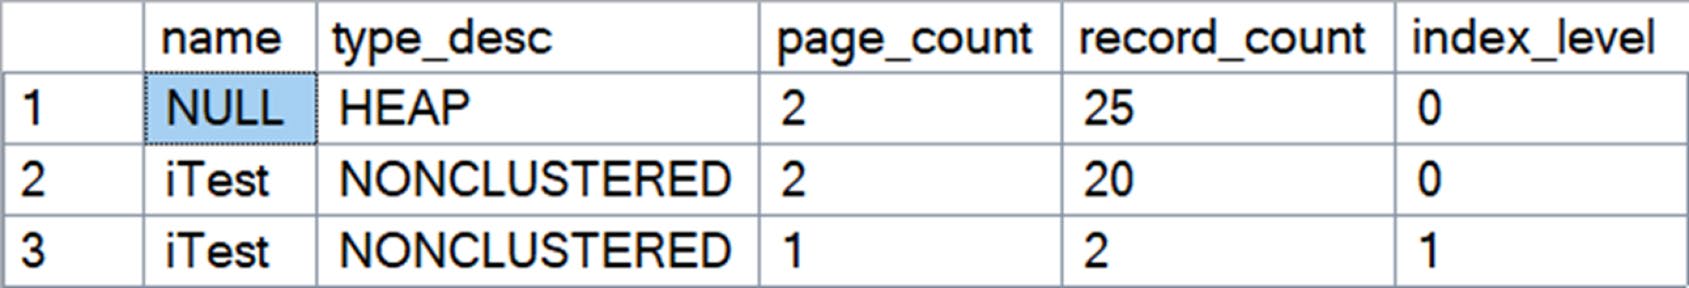 name type_desc page_count record_count index_level
1 NULL HEAP 2 25 0
2 iTest NONCLUSTERED 2 20 0
3 iTest NONCLUSTERED 1 2 1